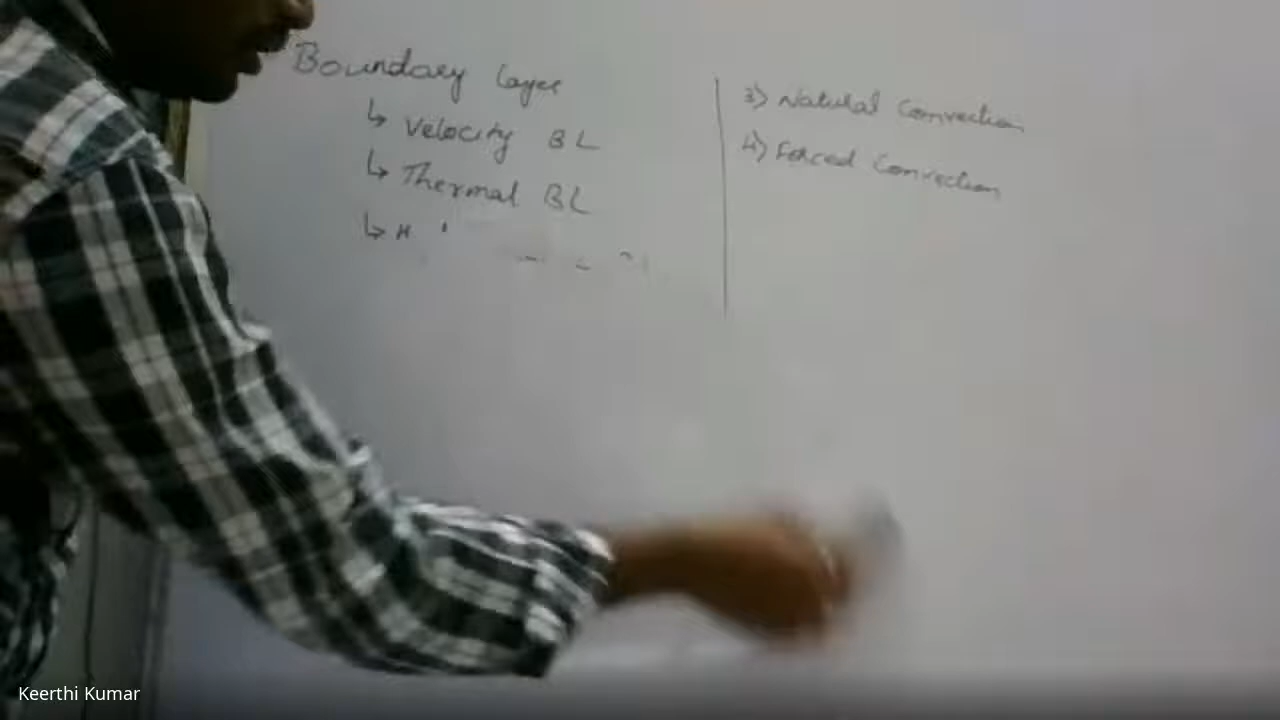 Boundary Layer
↳ Velocity BL
↳ Thermal BL
↳ H
3) Natural Convection
4) Forced Convection
Keerthi Kumar